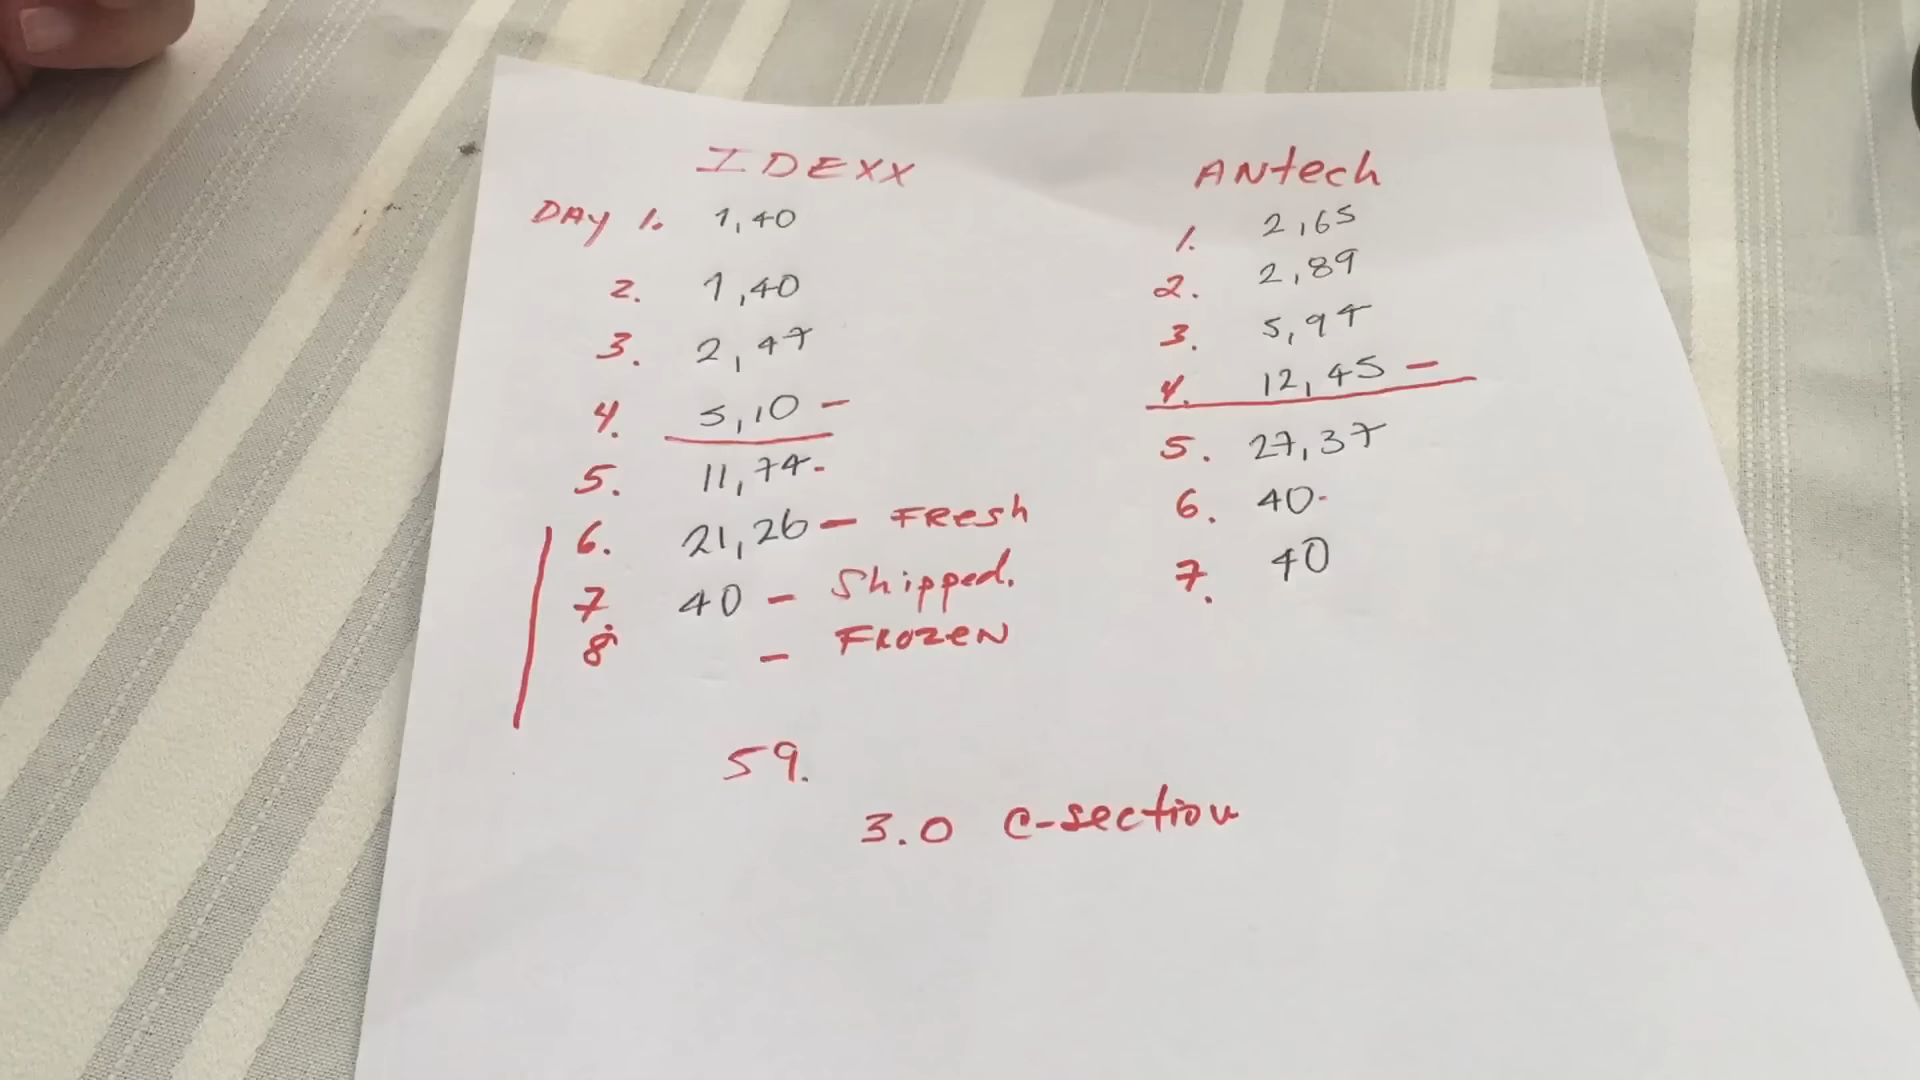 IDEXX
DAY 1. 1,40
2. 1,40
3. 2,47
4. 5,10 -
5. 11,74-
6. 21,26 - FResh
7. 40 - Shipped.
8. - FROZEN
59.
3.0 C-section
ANtech
1. 2,65
2. 2,89
3. 5,97
4. 12,45 -
5. 27,37
6. 40-
7. 40